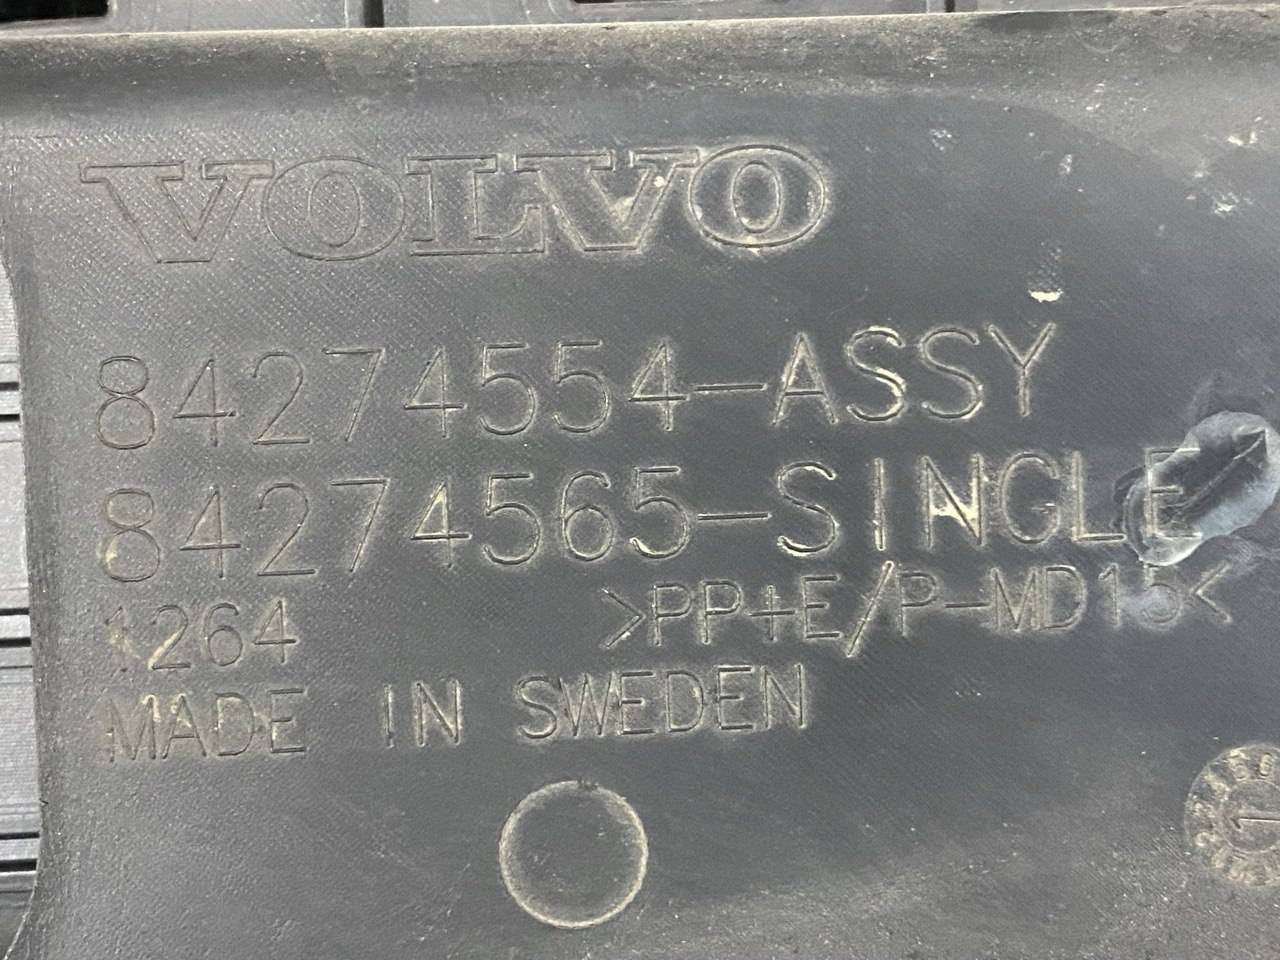 VOLVO
84274554-ASSY
84274565-SINGLE
1264 >PP+E/P-MD15<
MADE IN SWEDEN